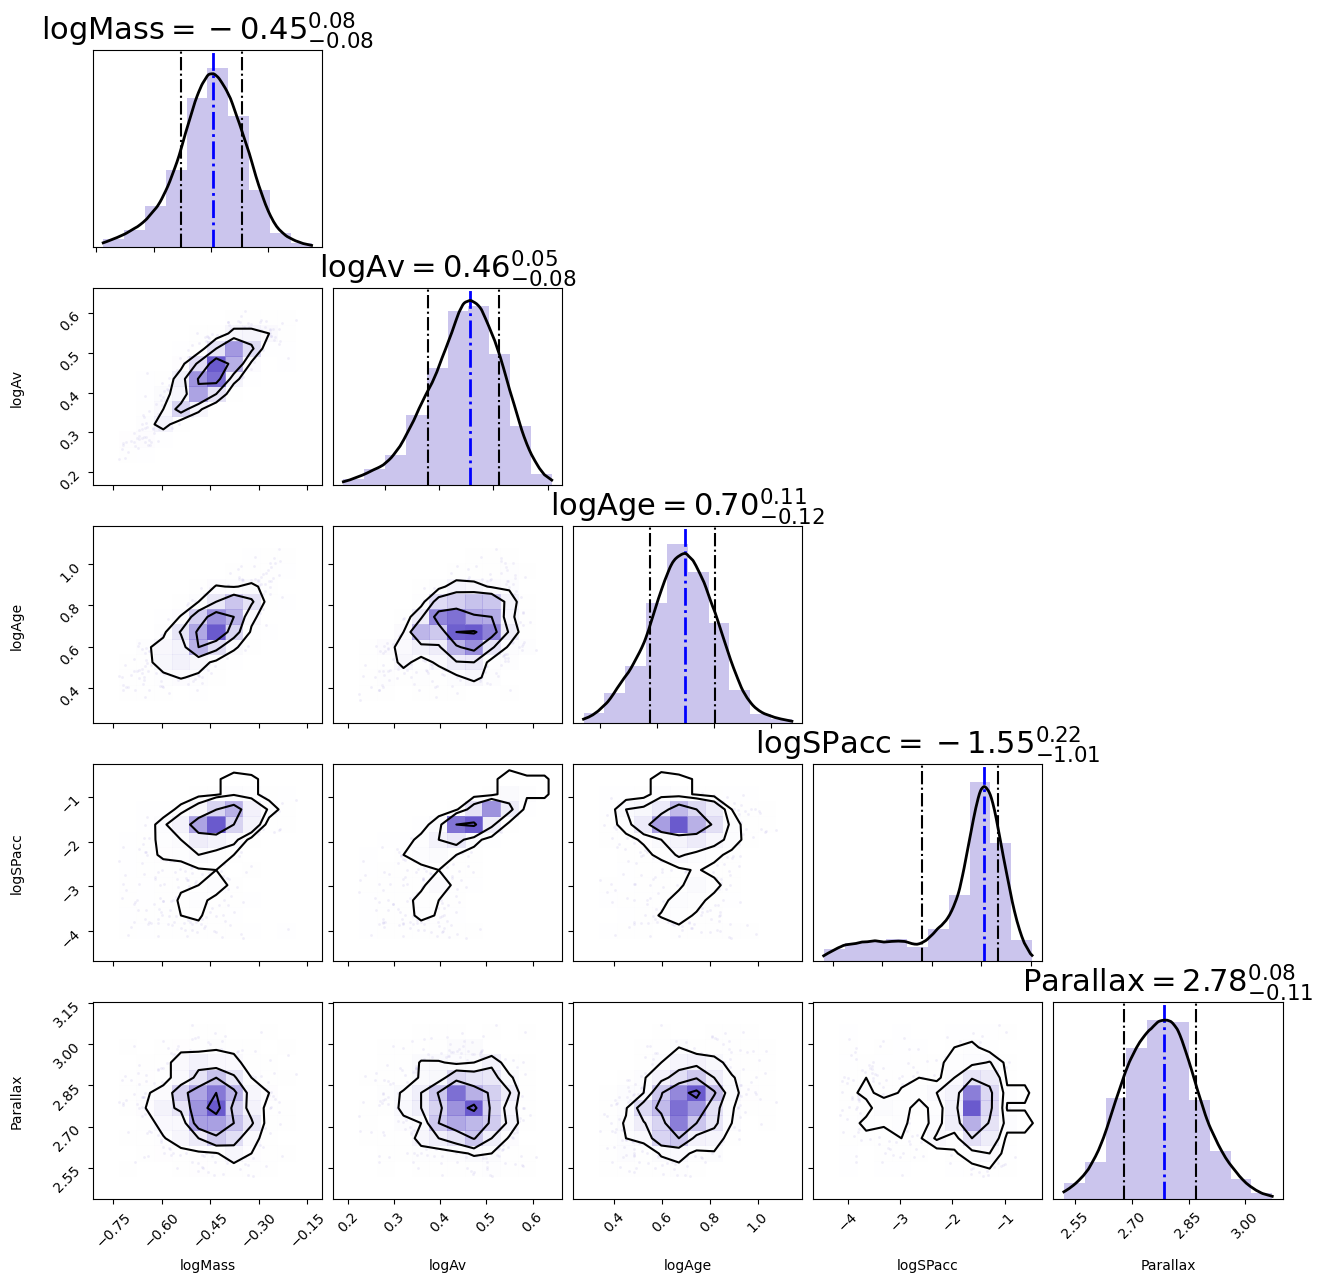 logMass = −0.45 0.08 −0.08
logAv = 0.46 0.05 −0.08
0.6
0.5
0.4
0.3
0.2
logAv
logAge = 0.70 0.11 −0.12
1.0
0.8
0.6
0.4
logAge
logSPacc = −1.55 0.22 −1.01
−1
−2
−3
−4
logSPacc
Parallax = 2.78 0.08 −0.11
3.15
3.00
2.85
2.70
2.55
Parallax
−0.75 −0.60 −0.45 −0.30 −0.15 0.2 0.3 0.4 0.5 0.6 0.4 0.6 0.8 1.0 −4 −3 −2 −1 2.55 2.70 2.85 3.00
logMass logAv logAge logSPacc Parallax